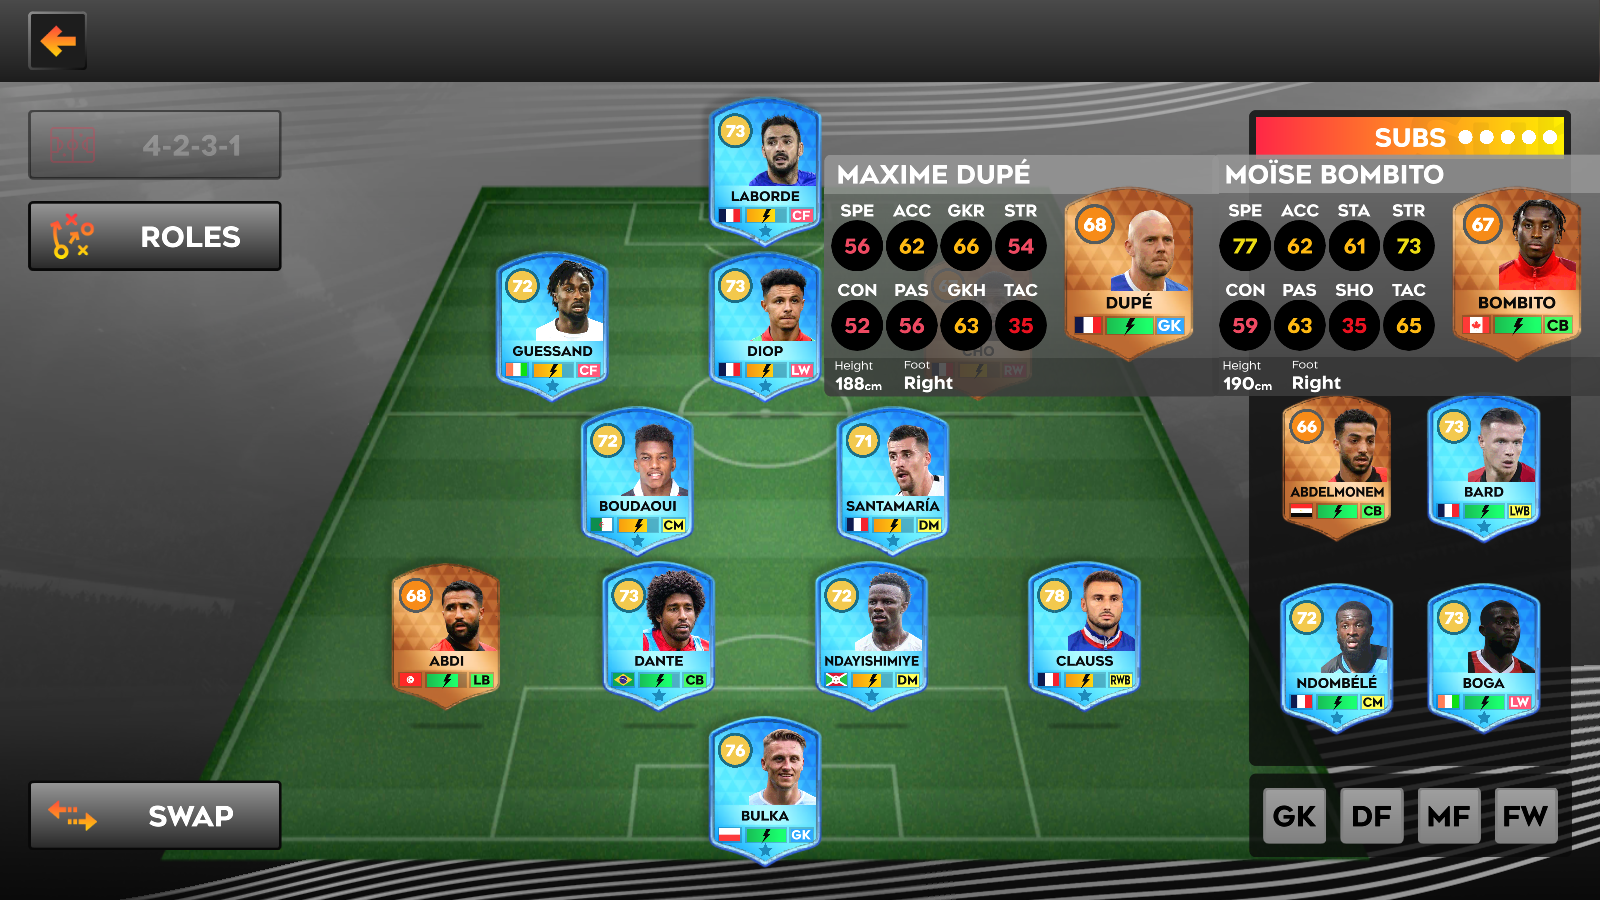 4-2-3-1
ROLES
SWAP
73
LABORDE
CF
72
GUESSAND
CF
73
DIOP
LW
CHO
RW
72
BOUDAOUI
CM
71
SANTAMARÍA
DM
68
ABDI
LB
73
DANTE
CB
72
NDAYISHIMIYE
DM
78
CLAUSS
RWB
76
BULKA
GK
MAXIME DUPÉ
SPE ACC GKR STR
56 62 66 54
CON PAS GKH TAC
52 56 63 35
Height Foot
188cm Right
68
DUPÉ
GK
SUBS
MOÏSE BOMBITO
SPE ACC STA STR
77 62 61 73
CON PAS SHO TAC
59 63 35 65
Height Foot
190cm Right
67
BOMBITO
CB
66
ABDELMONEM
CB
73
BARD
LWB
72
NDOMBÉLÉ
CM
73
BOGA
LW
GK DF MF FW